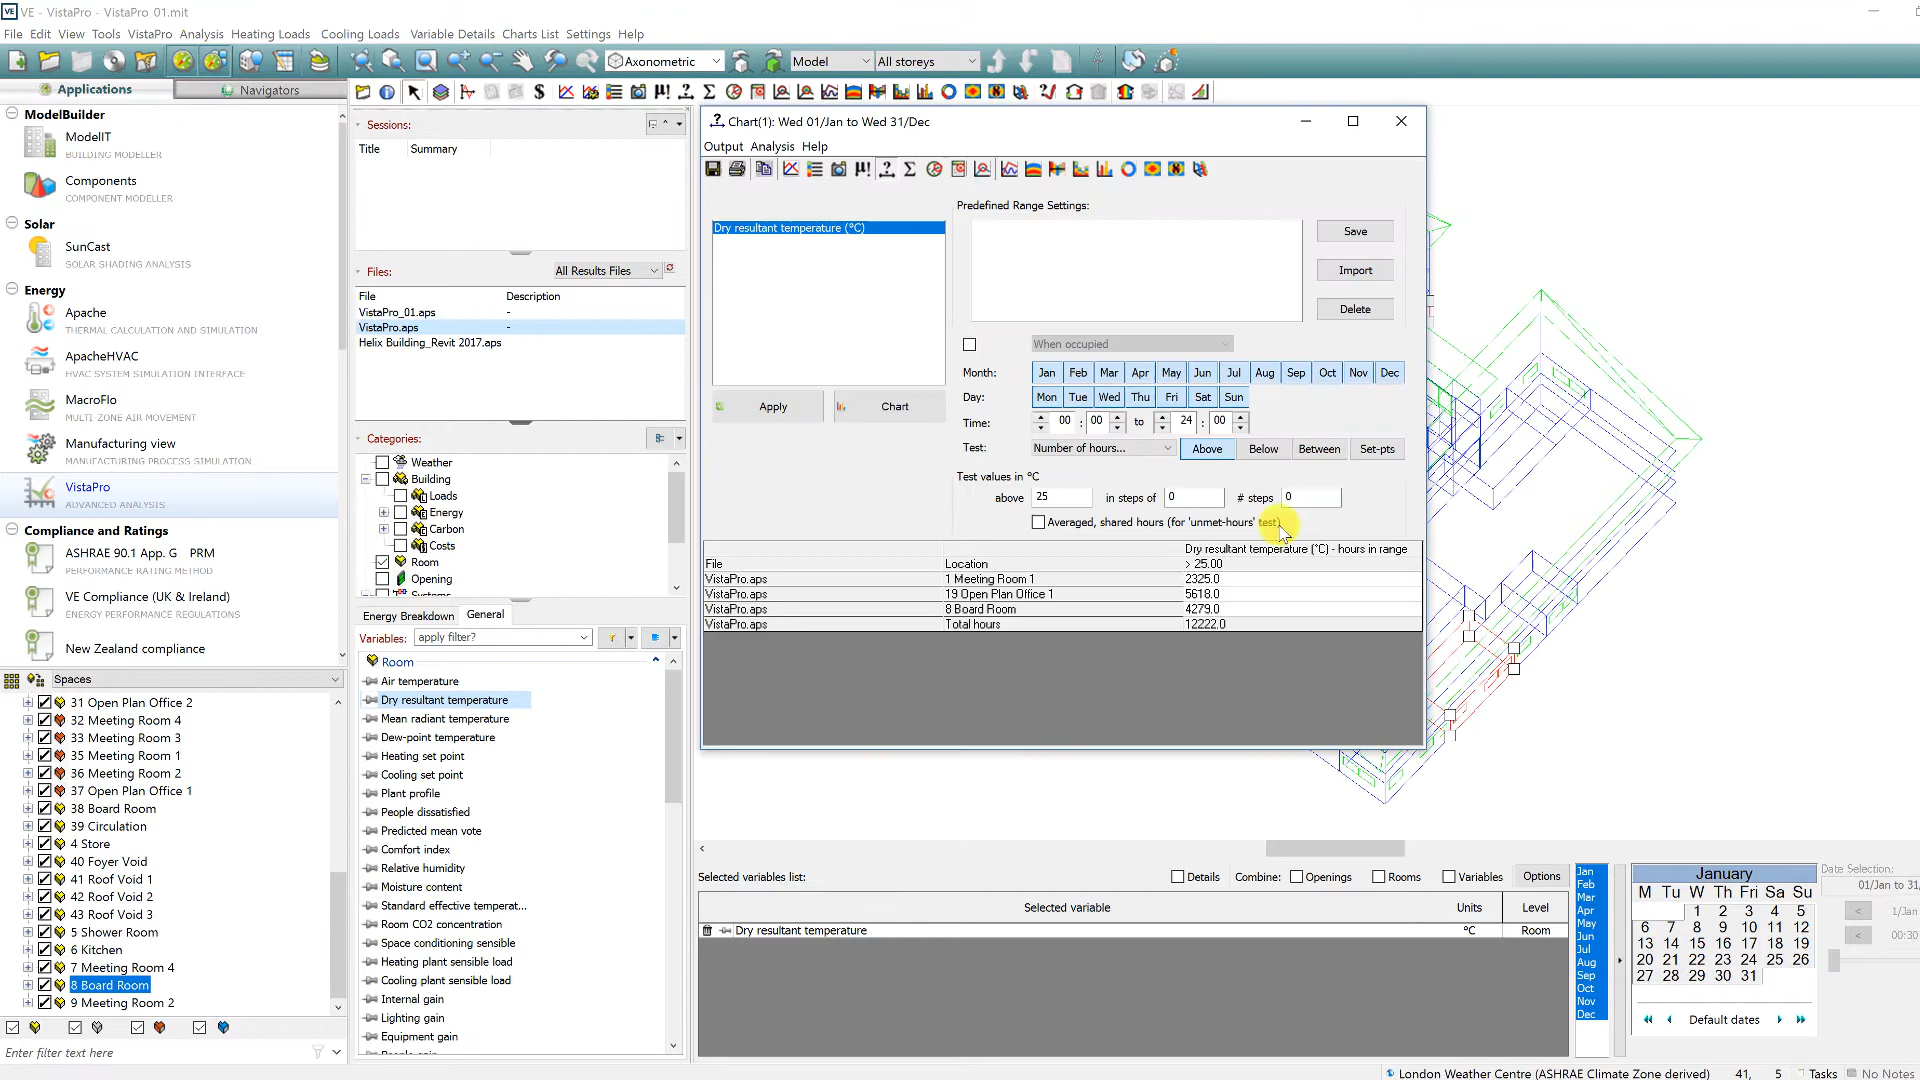 VE - VistaPro - VistaPro_01.mit
File Edit View Tools VistaPro Analysis Heating Loads Cooling Loads Variable Details Charts List Settings Help
Axonometric Model All storeys
Applications Navigators
ModelBuilder
ModelIT
BUILDING MODELLER
Components
COMPONENT MODELLER
Solar
SunCast
SOLAR SHADING ANALYSIS
Energy
Apache
THERMAL CALCULATION AND SIMULATION
ApacheHVAC
HVAC SYSTEM SIMULATION INTERFACE
MacroFlo
MULTI-ZONE AIR MOVEMENT
Manufacturing view
MANUFACTURING PROCESS SIMULATION
VistaPro
ADVANCED ANALYSIS
Compliance and Ratings
ASHRAE 90.1 App. G PRM
PERFORMANCE RATING METHOD
VE Compliance (UK & Ireland)
ENERGY PERFORMANCE REGULATIONS
New Zealand compliance
Spaces
31 Open Plan Office 2
32 Meeting Room 4
33 Meeting Room 3
35 Meeting Room 1
36 Meeting Room 2
37 Open Plan Office 1
38 Board Room
39 Circulation
4 Store
40 Foyer Void
41 Roof Void 1
42 Roof Void 2
43 Roof Void 3
5 Shower Room
6 Kitchen
7 Meeting Room 4
8 Board Room
9 Meeting Room 2
Enter filter text here
Sessions:
Title Summary
Files: All Results Files
File Description
VistaPro_01.aps -
VistaPro.aps -
Helix Building_Revit 2017.aps -
Categories:
Weather
Building
Loads
Energy
Carbon
Costs
Room
Opening
Systems
Energy Breakdown General
Variables: apply filter?
Room
Air temperature
Dry resultant temperature
Mean radiant temperature
Dew-point temperature
Heating set point
Cooling set point
Plant profile
People dissatisfied
Predicted mean vote
Comfort index
Relative humidity
Moisture content
Standard effective temperat...
Room CO2 concentration
Space conditioning sensible
Heating plant sensible load
Cooling plant sensible load
Internal gain
Lighting gain
Equipment gain
People gain
Chart(1): Wed 01/Jan to Wed 31/Dec
Output Analysis Help
Dry resultant temperature (°C)
Apply Chart
Predefined Range Settings:
Save
Import
Delete
When occupied
Month: Jan Feb Mar Apr May Jun Jul Aug Sep Oct Nov Dec
Day: Mon Tue Wed Thu Fri Sat Sun
Time: 00 : 00 to 24 : 00
Test: Number of hours... Above Below Between Set-pts
Test values in °C
above 25 in steps of 0 # steps 0
Averaged, shared hours (for 'unmet-hours' test)
Dry resultant temperature (°C) - hours in range
File Location > 25.00
VistaPro.aps 1 Meeting Room 1 2325.0
VistaPro.aps 19 Open Plan Office 1 5618.0
VistaPro.aps 8 Board Room 4279.0
VistaPro.aps Total hours 12222.0
Selected variables list: Details Combine: Openings Rooms Variables Options
Selected variable Units Level
Dry resultant temperature °C Room
Jan
Feb
Mar
Apr
May
Jun
Jul
Aug
Sep
Oct
Nov
Dec
January
M Tu W Th Fri Sa Su
1 2 3 4 5
6 7 8 9 10 11 12
13 14 15 16 17 18 19
20 21 22 23 24 25 26
27 28 29 30 31
Default dates
Date Selection:
01/Jan to 31
< 1/Jan
< 00:30
London Weather Centre (ASHRAE Climate Zone derived) 41, 5 Tasks No Notes